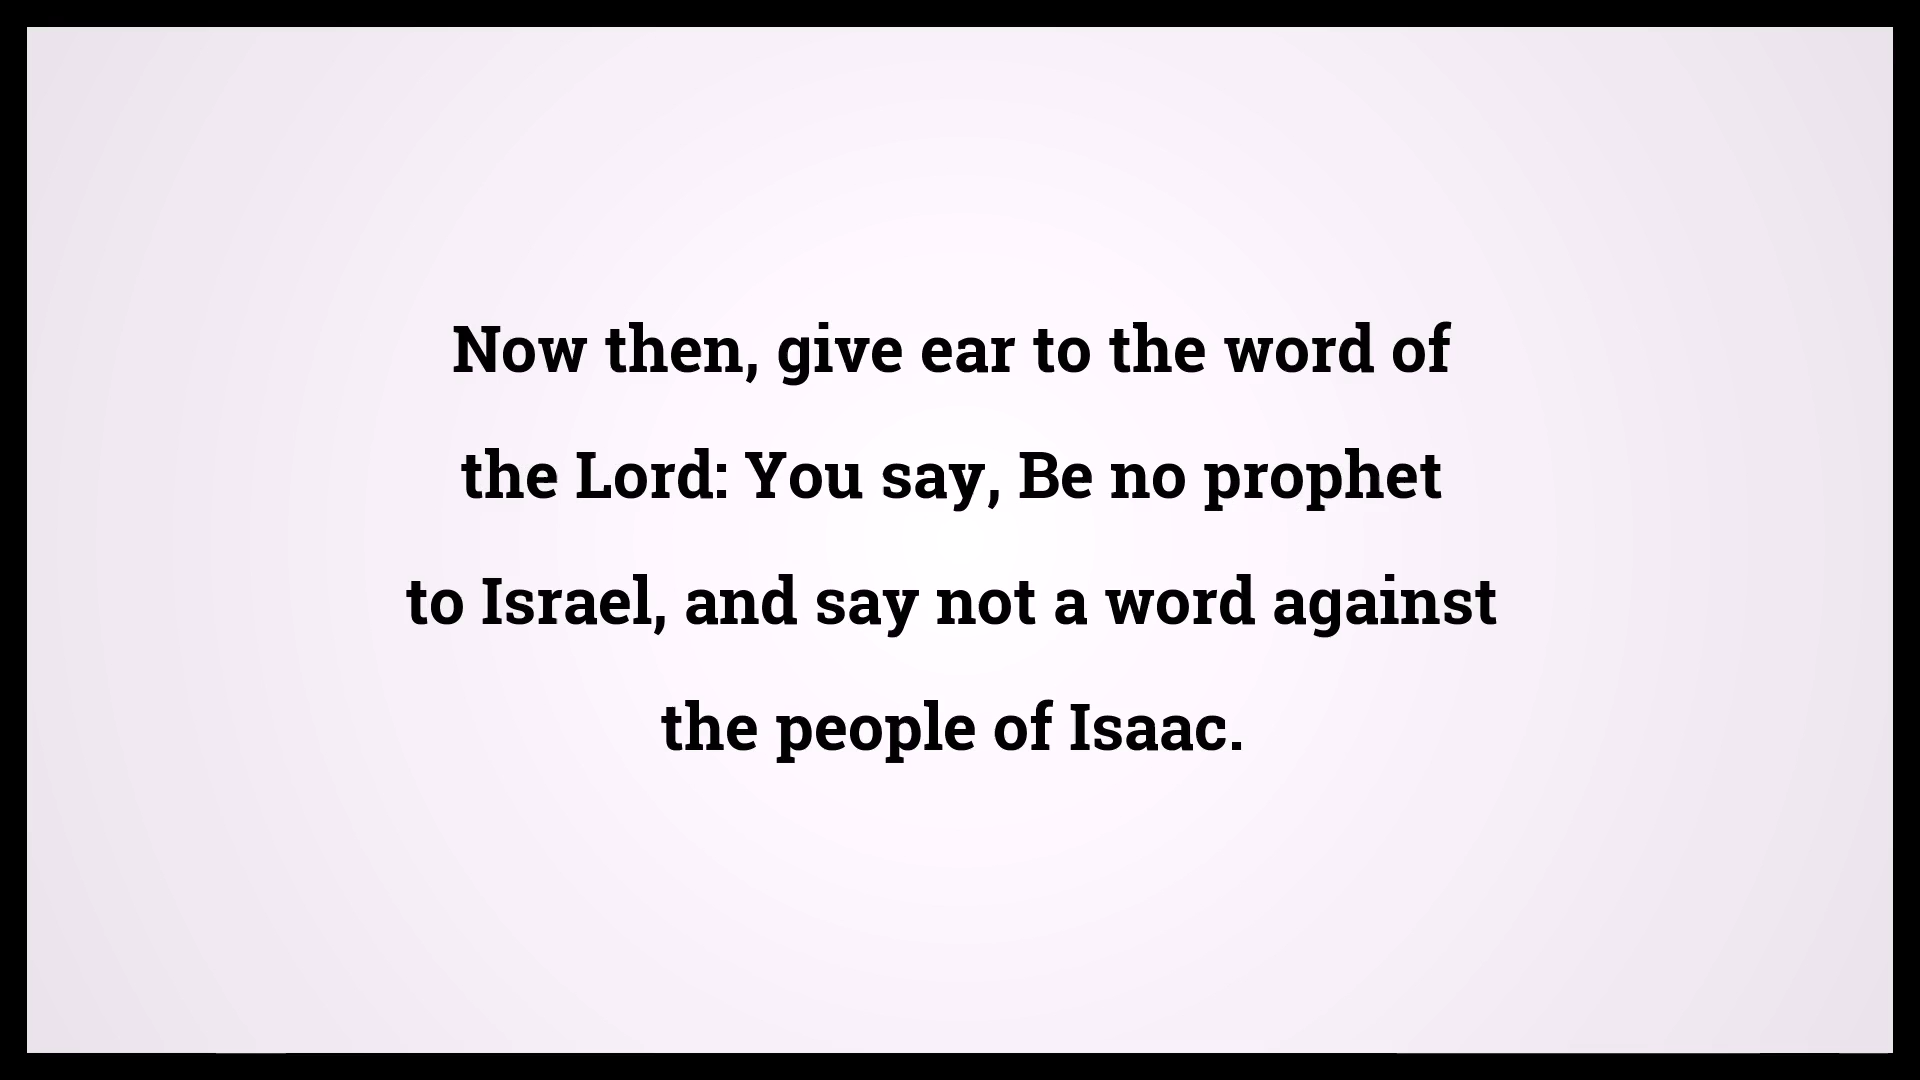 Now then, give ear to the word of
the Lord: You say, Be no prophet
to Israel, and say not a word against
the people of Isaac.